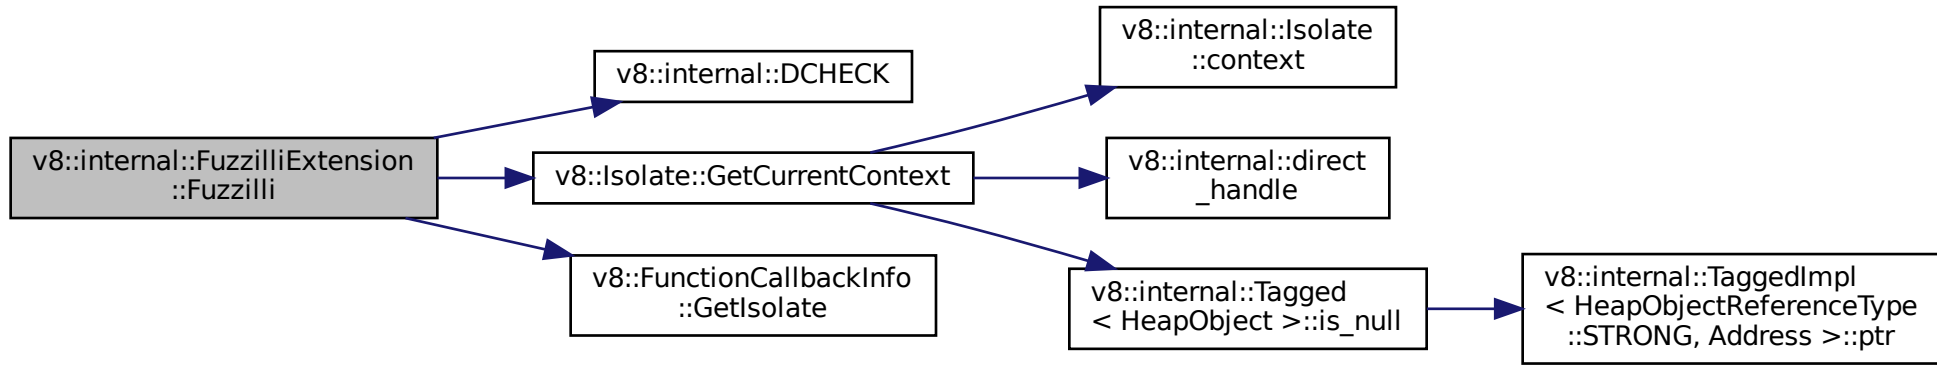 v8::internal::FuzzilliExtension
::Fuzzilli
v8::internal::DCHECK
v8::Isolate::GetCurrentContext
v8::FunctionCallbackInfo
::GetIsolate
v8::internal::Isolate
::context
v8::internal::direct
_handle
v8::internal::Tagged
< HeapObject >::is_null
v8::internal::TaggedImpl
< HeapObjectReferenceType
::STRONG, Address >::ptr